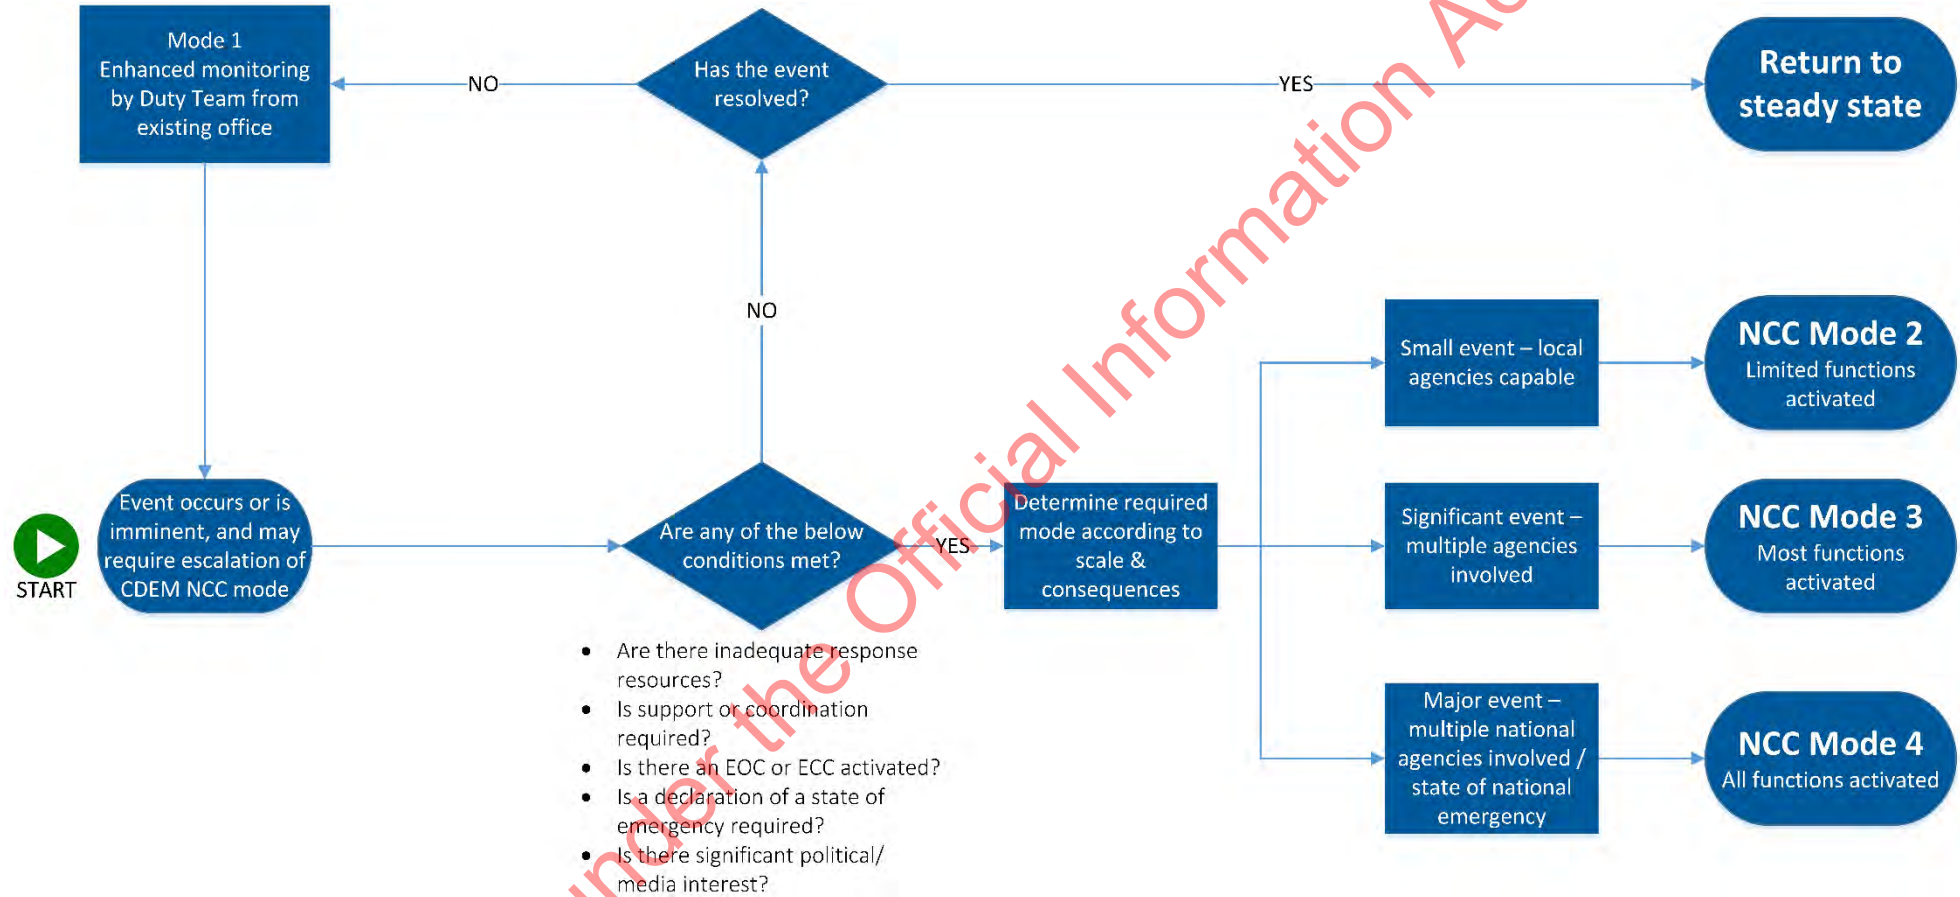 Mode 1
Enhanced monitoring
by Duty Team from
existing office
NO
Has the event
resolved?
YES
Return to
steady state
NO
START
Event occurs or is
imminent, and may
require escalation of
CDEM NCC mode
Are any of the below
conditions met?
YES
Determine required
mode according to
scale &
consequences
Small event – local
agencies capable
NCC Mode 2
Limited functions
activated
Significant event –
multiple agencies
involved
NCC Mode 3
Most functions
activated
Major event –
multiple national
agencies involved /
state of national
emergency
NCC Mode 4
All functions activated
• Are there inadequate response
resources?
• Is support or coordination
required?
• Is there an EOC or ECC activated?
• Is a declaration of a state of
emergency required?
• Is there significant political/
media interest?
under the Official Information